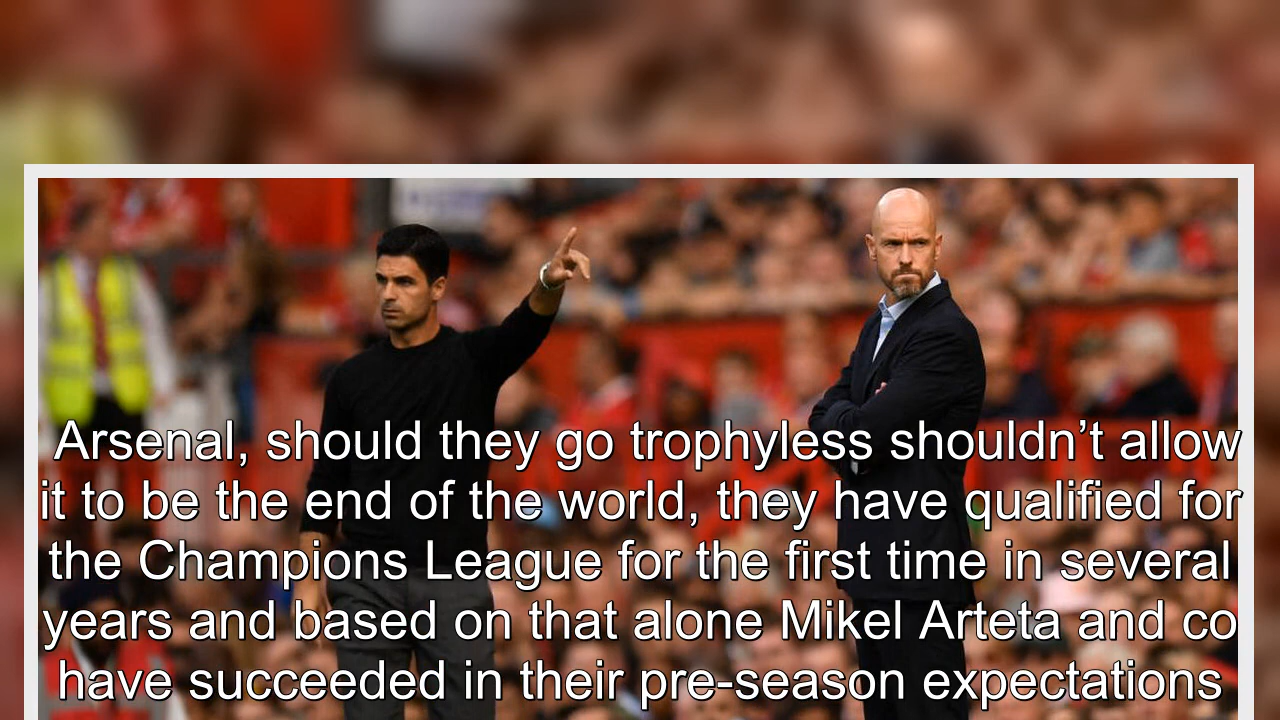 Arsenal, should they go trophyless shouldn’t allow
it to be the end of the world, they have qualified for
the Champions League for the first time in several
years and based on that alone Mikel Arteta and co
have succeeded in their pre-season expectations